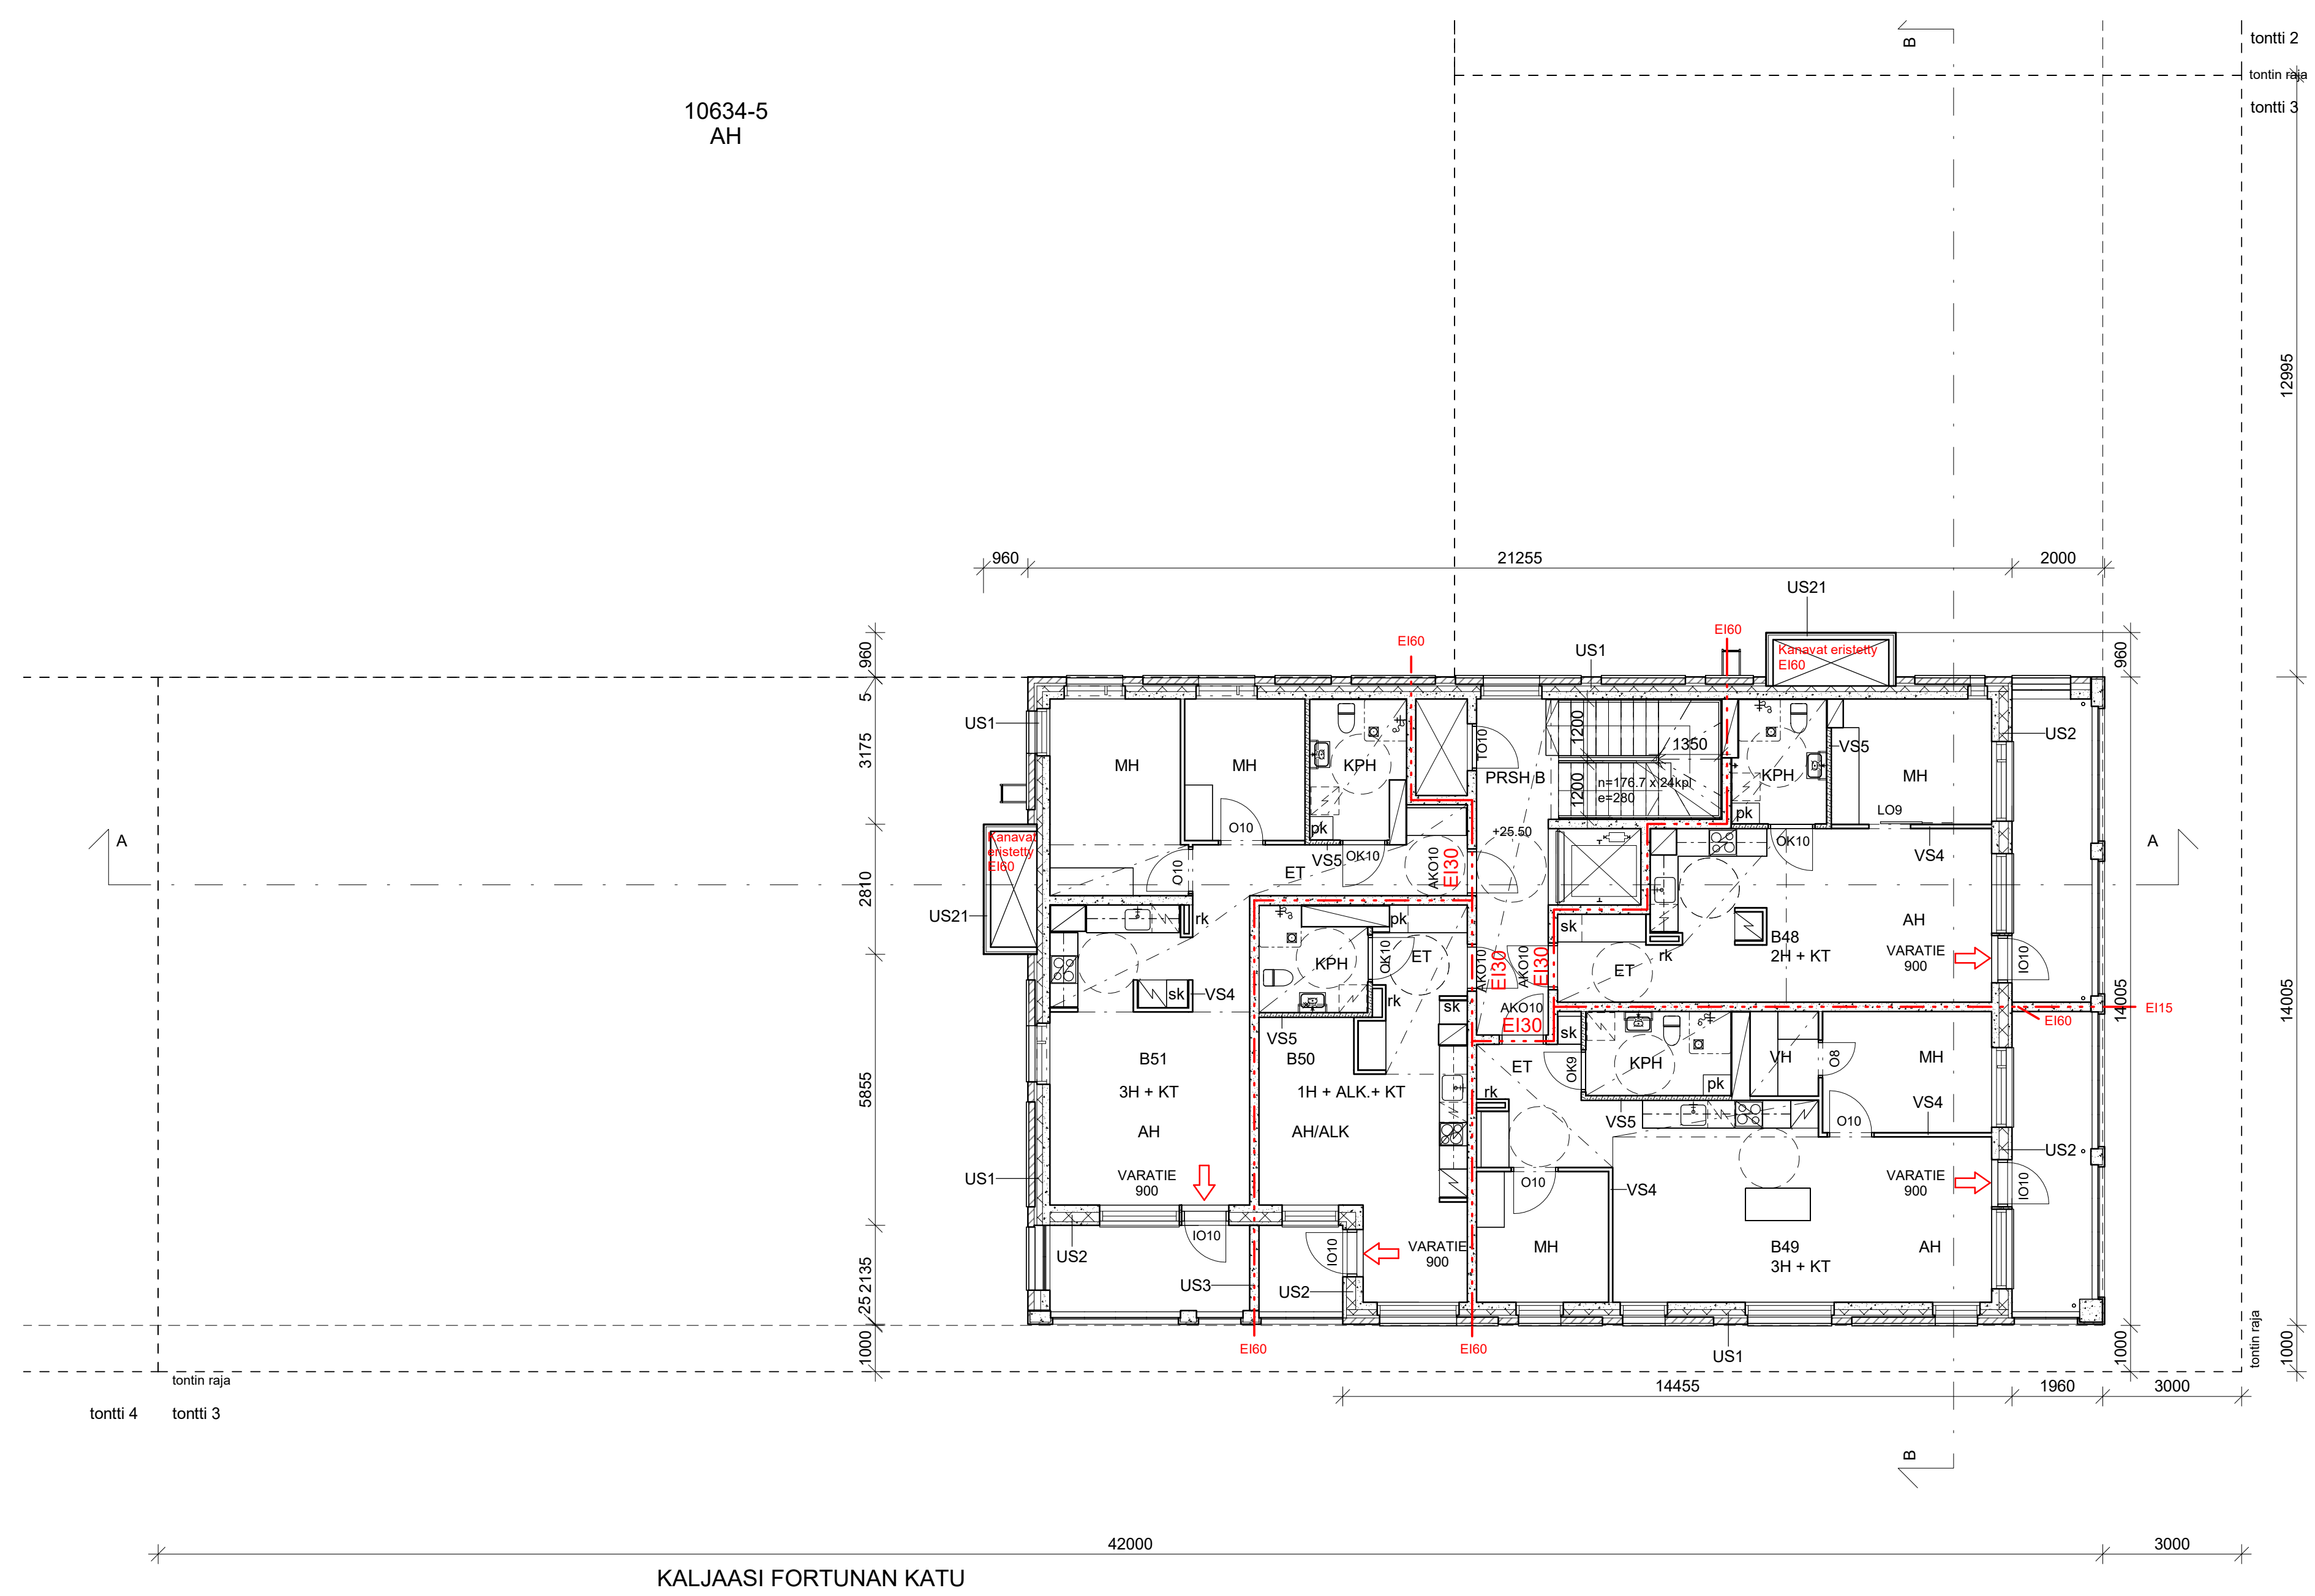 B
tontti 2
tontin raja
tontti 3
10634-5
AH
12995
960
21255
2000
US21
EI60
EI60
US1
Kanavat eristetty
EI60
960
960
5
US1
3175
MH
MH
KPH
pk
O10
O10
VS5
OK10
ET
TO10
PRSH B
1200
1200
1350
n=176.7 x 24kpl
e=280
+25.50
AKO10
EI30
KPH
pk
VS5
MH
US2
LO9
OK10
VS4
A
A
Kanavat
eristetty
EI60
2810
US21
rk
sk
VS4
pk
KPH
OK10
ET
rk
sk
VS5
AKO10
EI30
AKO10
EI30
AKO10
EI30
sk
ET
rk
AH
B48
2H + KT
VARATIE
900
IO10
14005
14005
EI15
EI60
5855
B51
3H + KT
AH
VARATIE
900
US1
B50
1H + ALK.+ KT
AH/ALK
sk
ET
OK9
rk
KPH
pk
VS5
VH
O8
MH
VS4
O10
US2
O10
VS4
VARATIE
900
IO10
US2
IO10
US3
US2
IO10
VARATIE
900
MH
B49
3H + KT
AH
2135
25
1000
EI60
EI60
US1
1000
1000
tontin raja
tontin raja
tontti 4
tontti 3
14455
1960
3000
B
42000
3000
KALJAASI FORTUNAN KATU